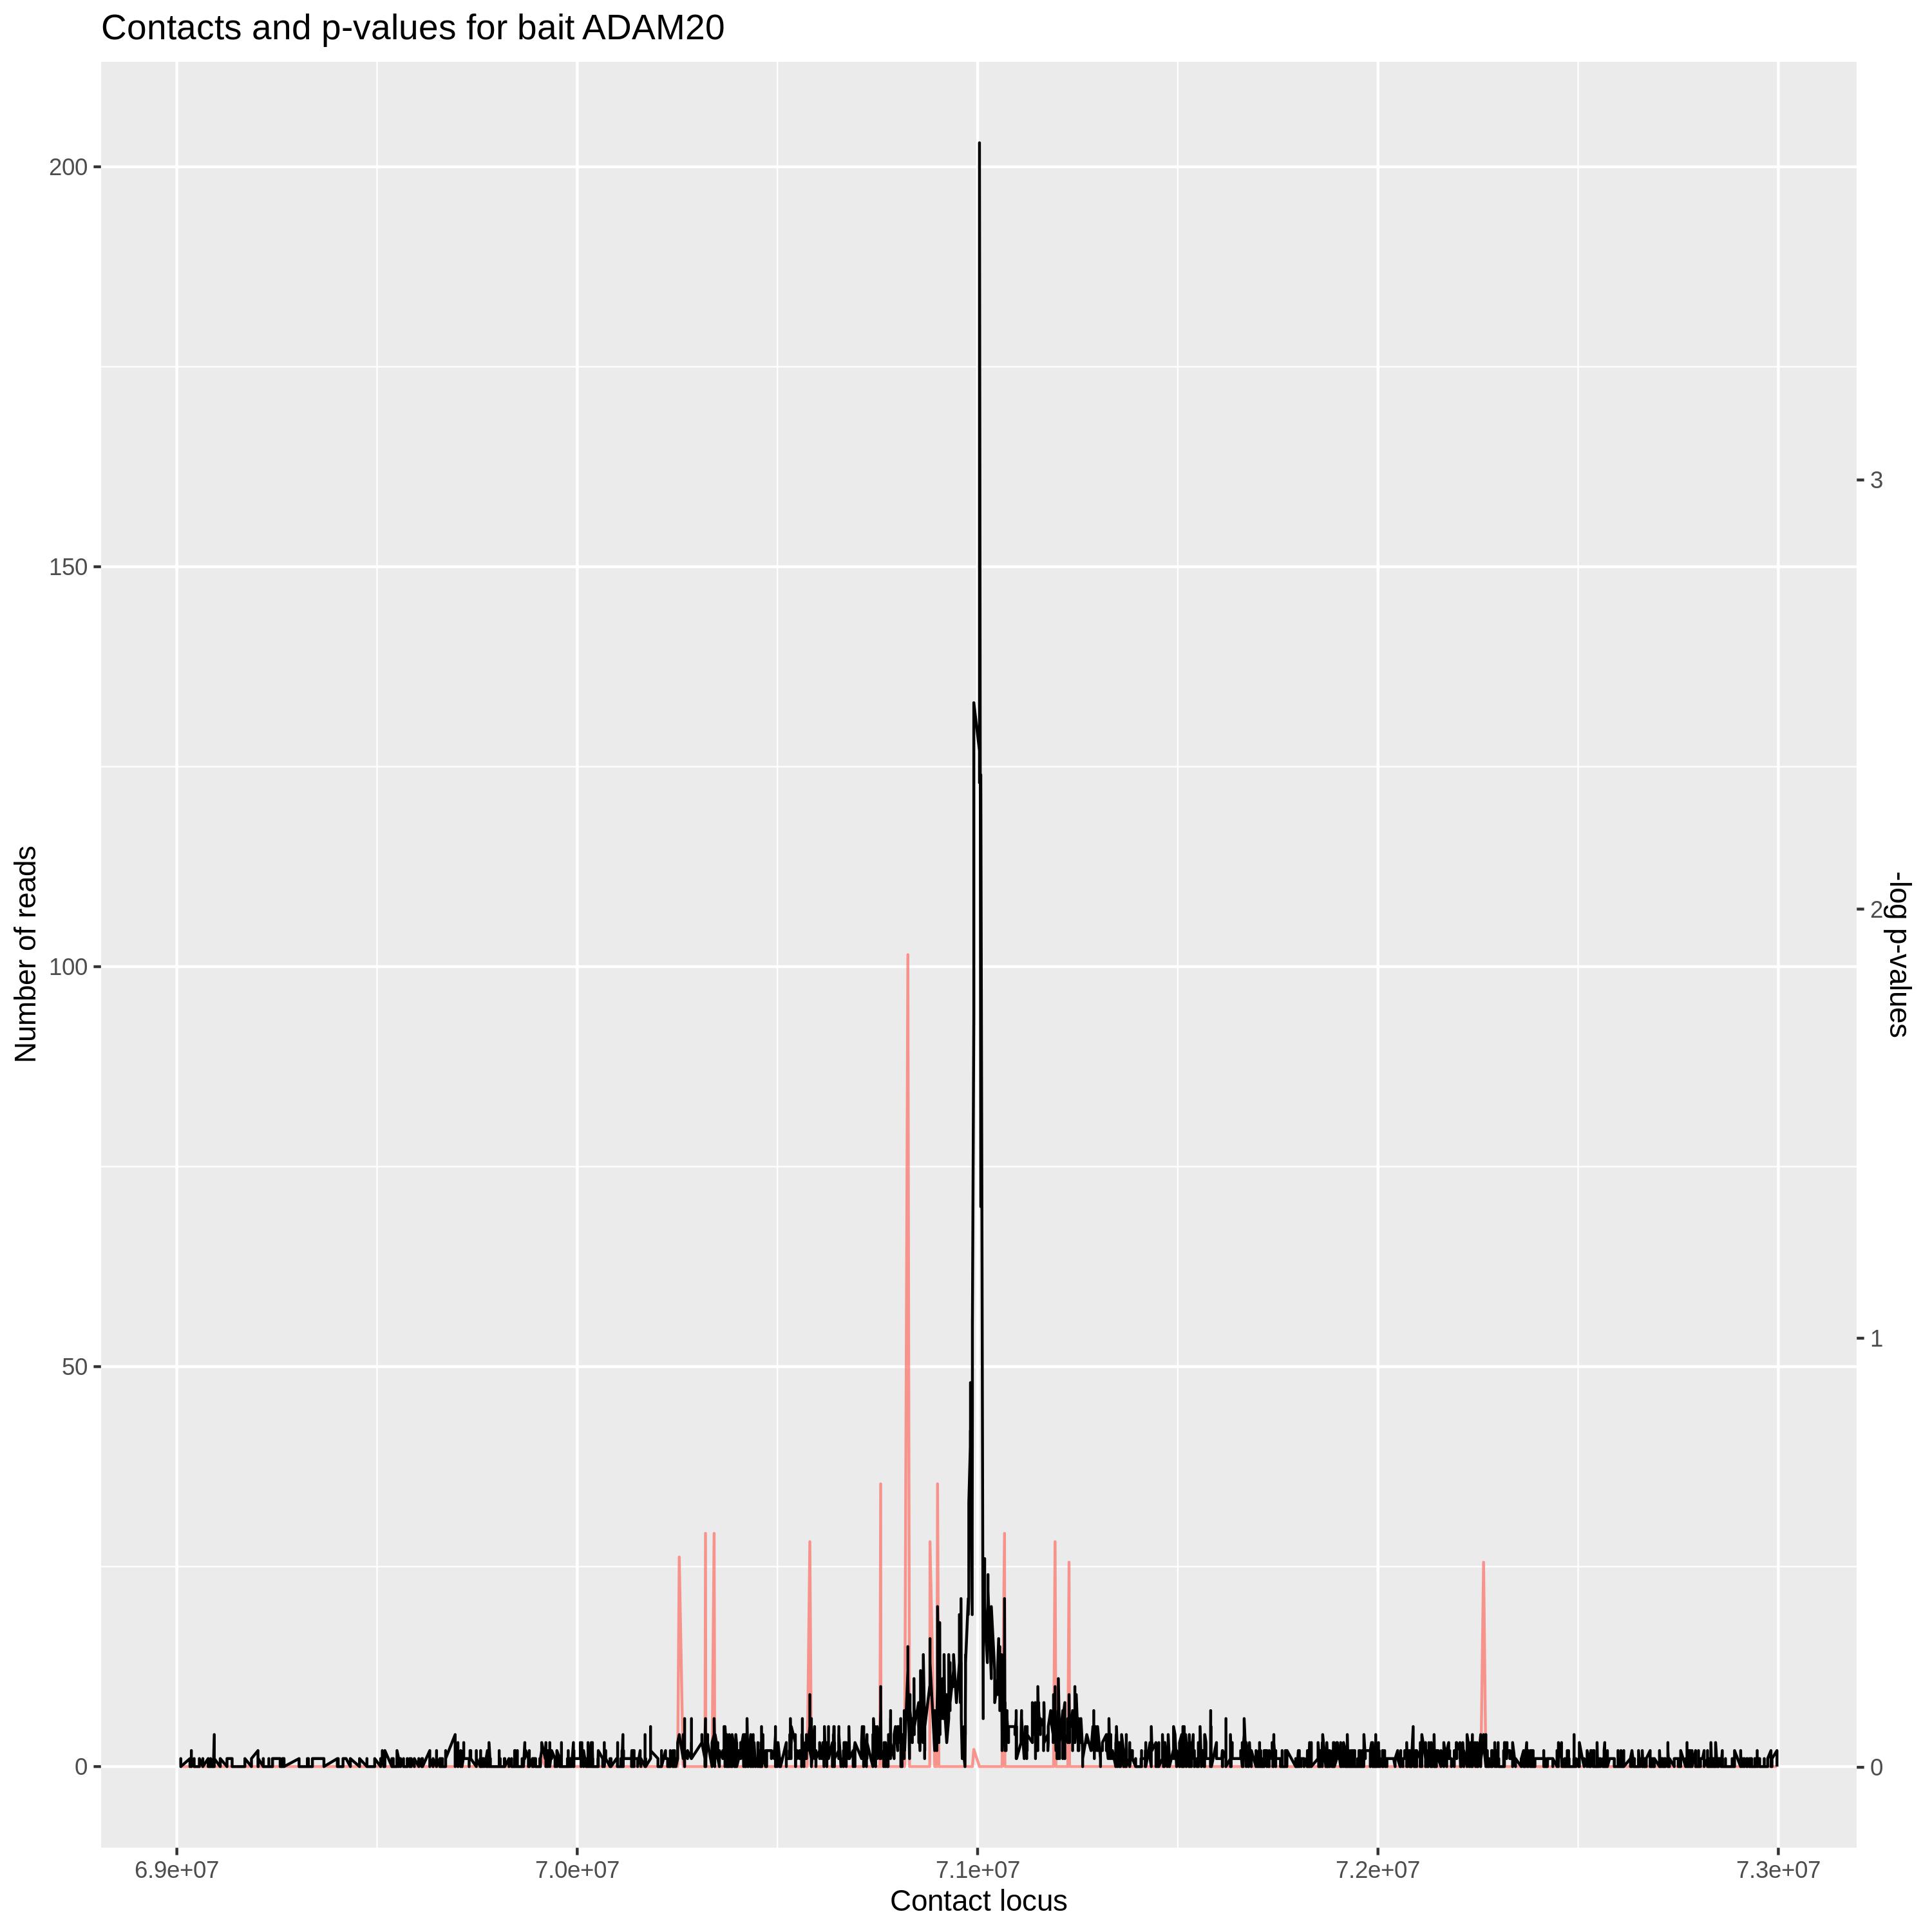 Contacts and p-values for bait ADAM20
200
150
100
50
0
Number of reads
3
2
1
0
-log p-values
6.9e+07
7.0e+07
7.1e+07
7.2e+07
7.3e+07
Contact locus